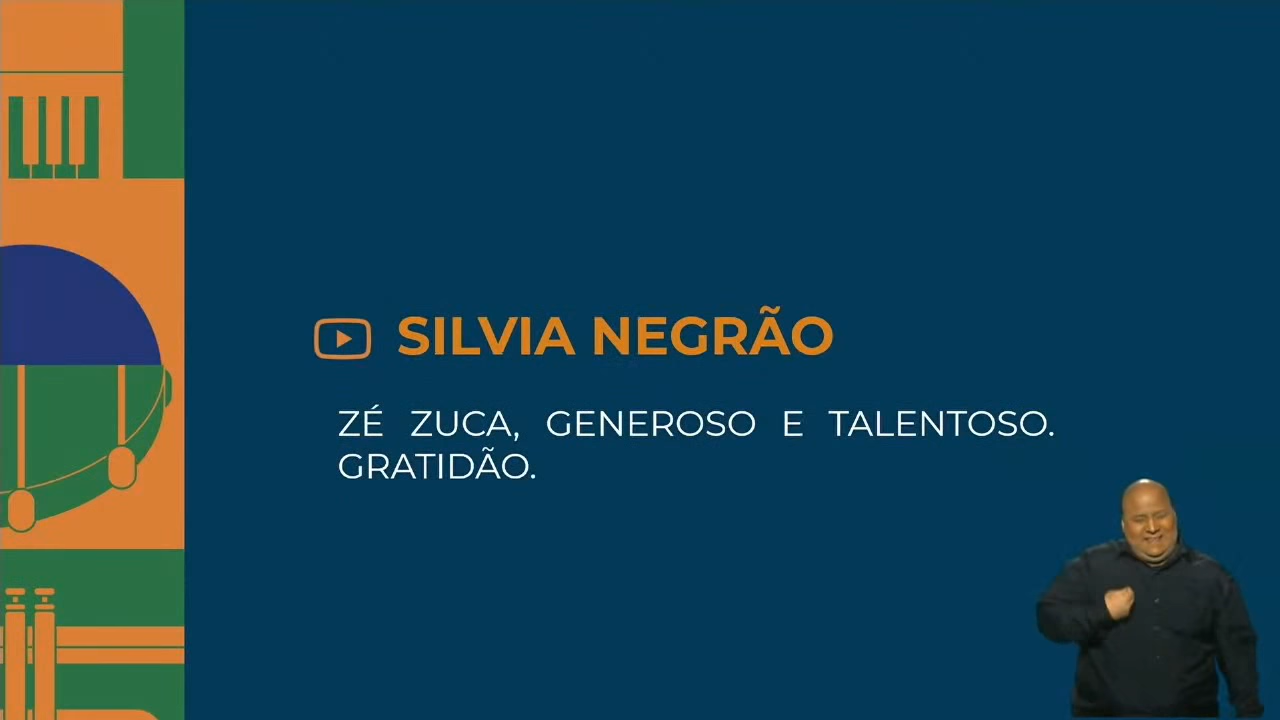 SILVIA NEGRÃO
ZÉ ZUCA, GENEROSO E TALENTOSO.
GRATIDÃO.